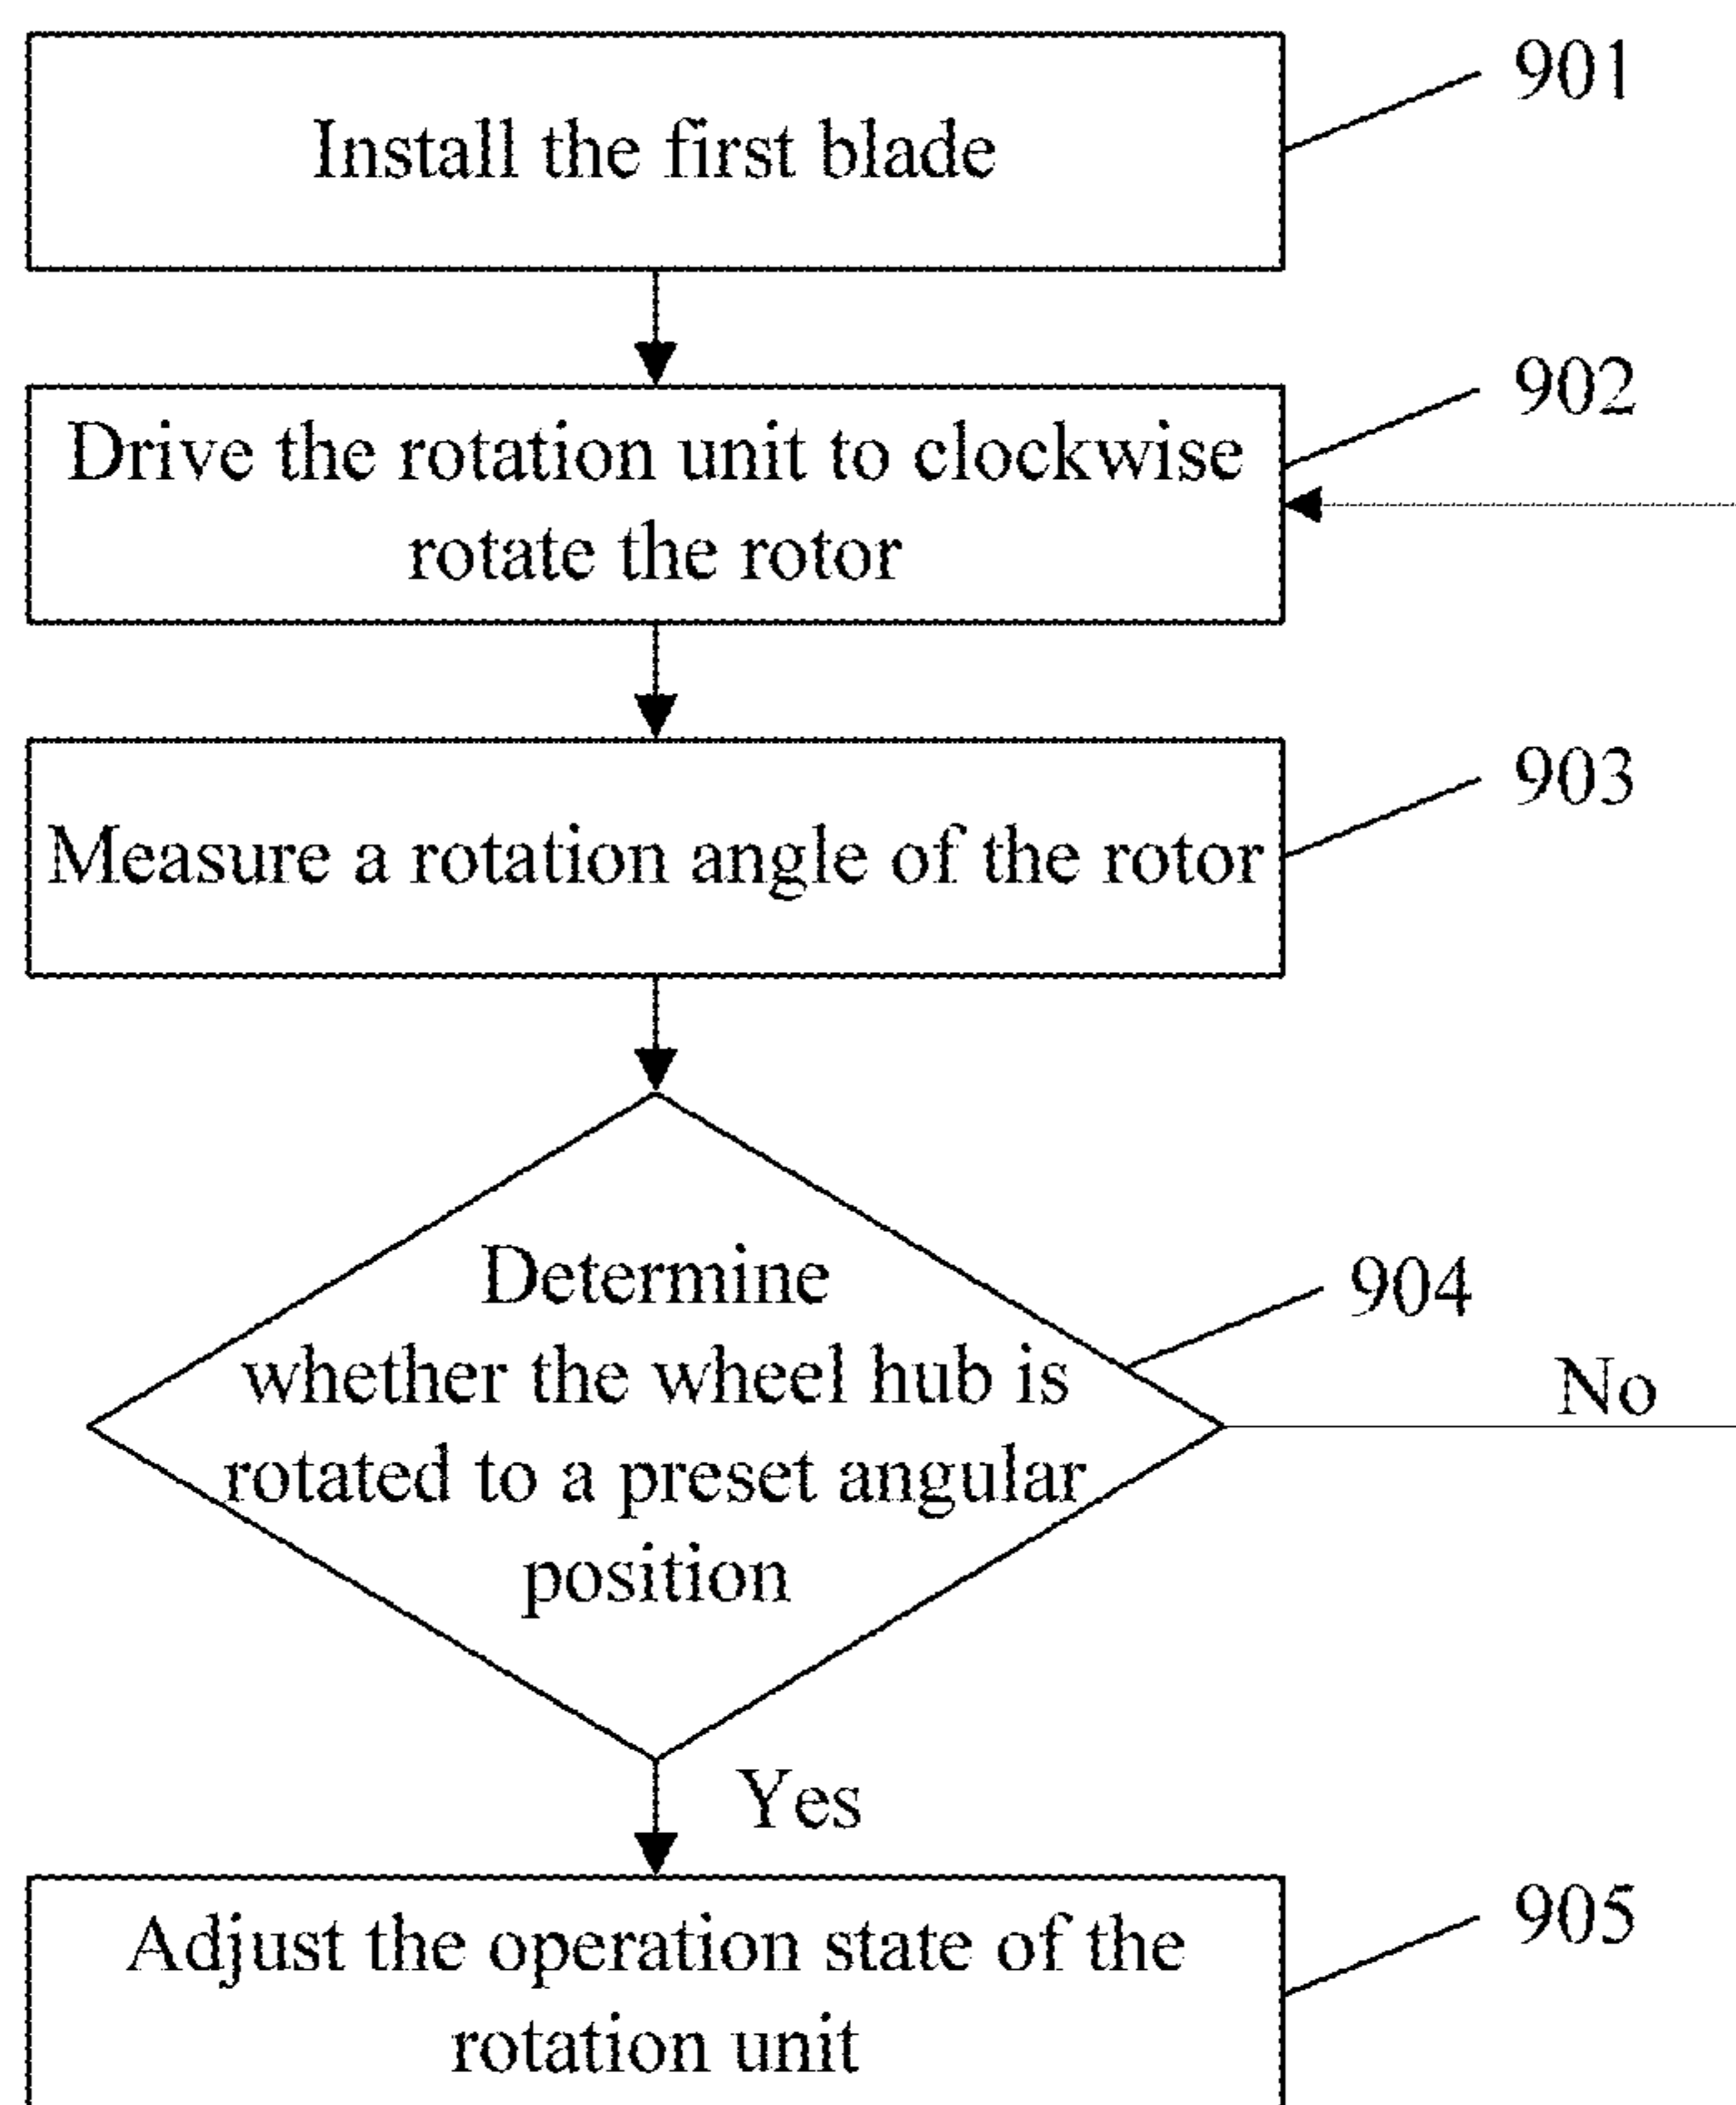 Install the first blade
901
Drive the rotation unit to clockwise
rotate the rotor
902
Measure a rotation angle of the rotor
903
Determine
whether the wheel hub is
rotated to a preset angular
position
904
No
Yes
Adjust the operation state of the
rotation unit
905